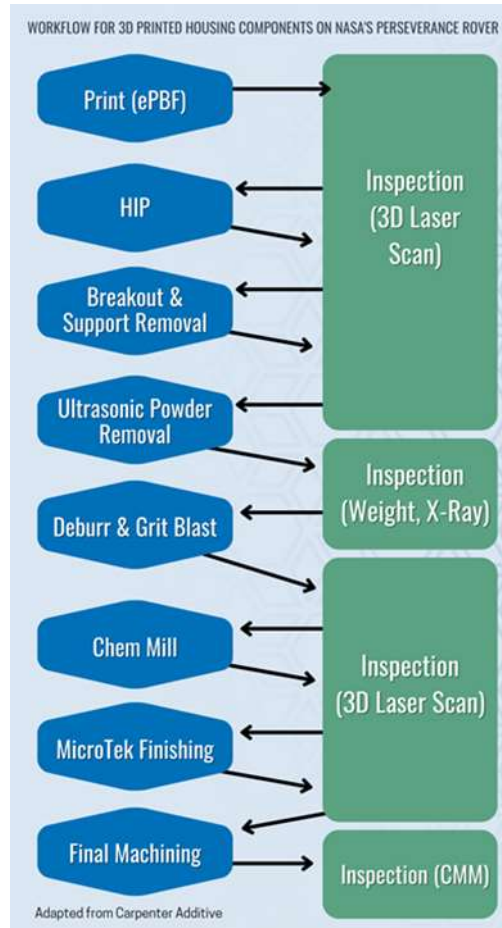 WORKFLOW FOR 3D PRINTED HOUSING COMPONENTS ON NASA'S PERSEVERANCE ROVER
Print (ePBF)
Inspection
(3D Laser
Scan)
HIP
Breakout &
Support Removal
Ultrasonic Powder
Removal
Inspection
(Weight, X-Ray)
Deburr & Grit Blast
Chem Mill
Inspection
(3D Laser Scan)
MicroTek Finishing
Final Machining
Inspection (CMM)
Adapted from Carpenter Additive